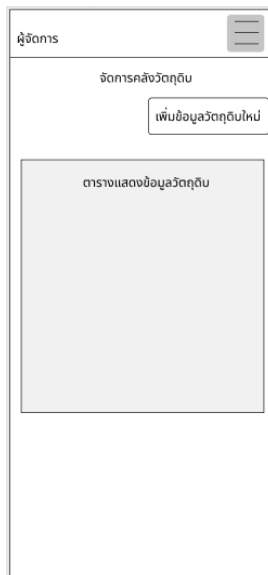 ผู้จัดการ
จัดการคลังวัตถุดิบ
เพิ่มข้อมูลวัตถุดิบใหม่
ตารางแสดงข้อมูลวัตถุดิบ